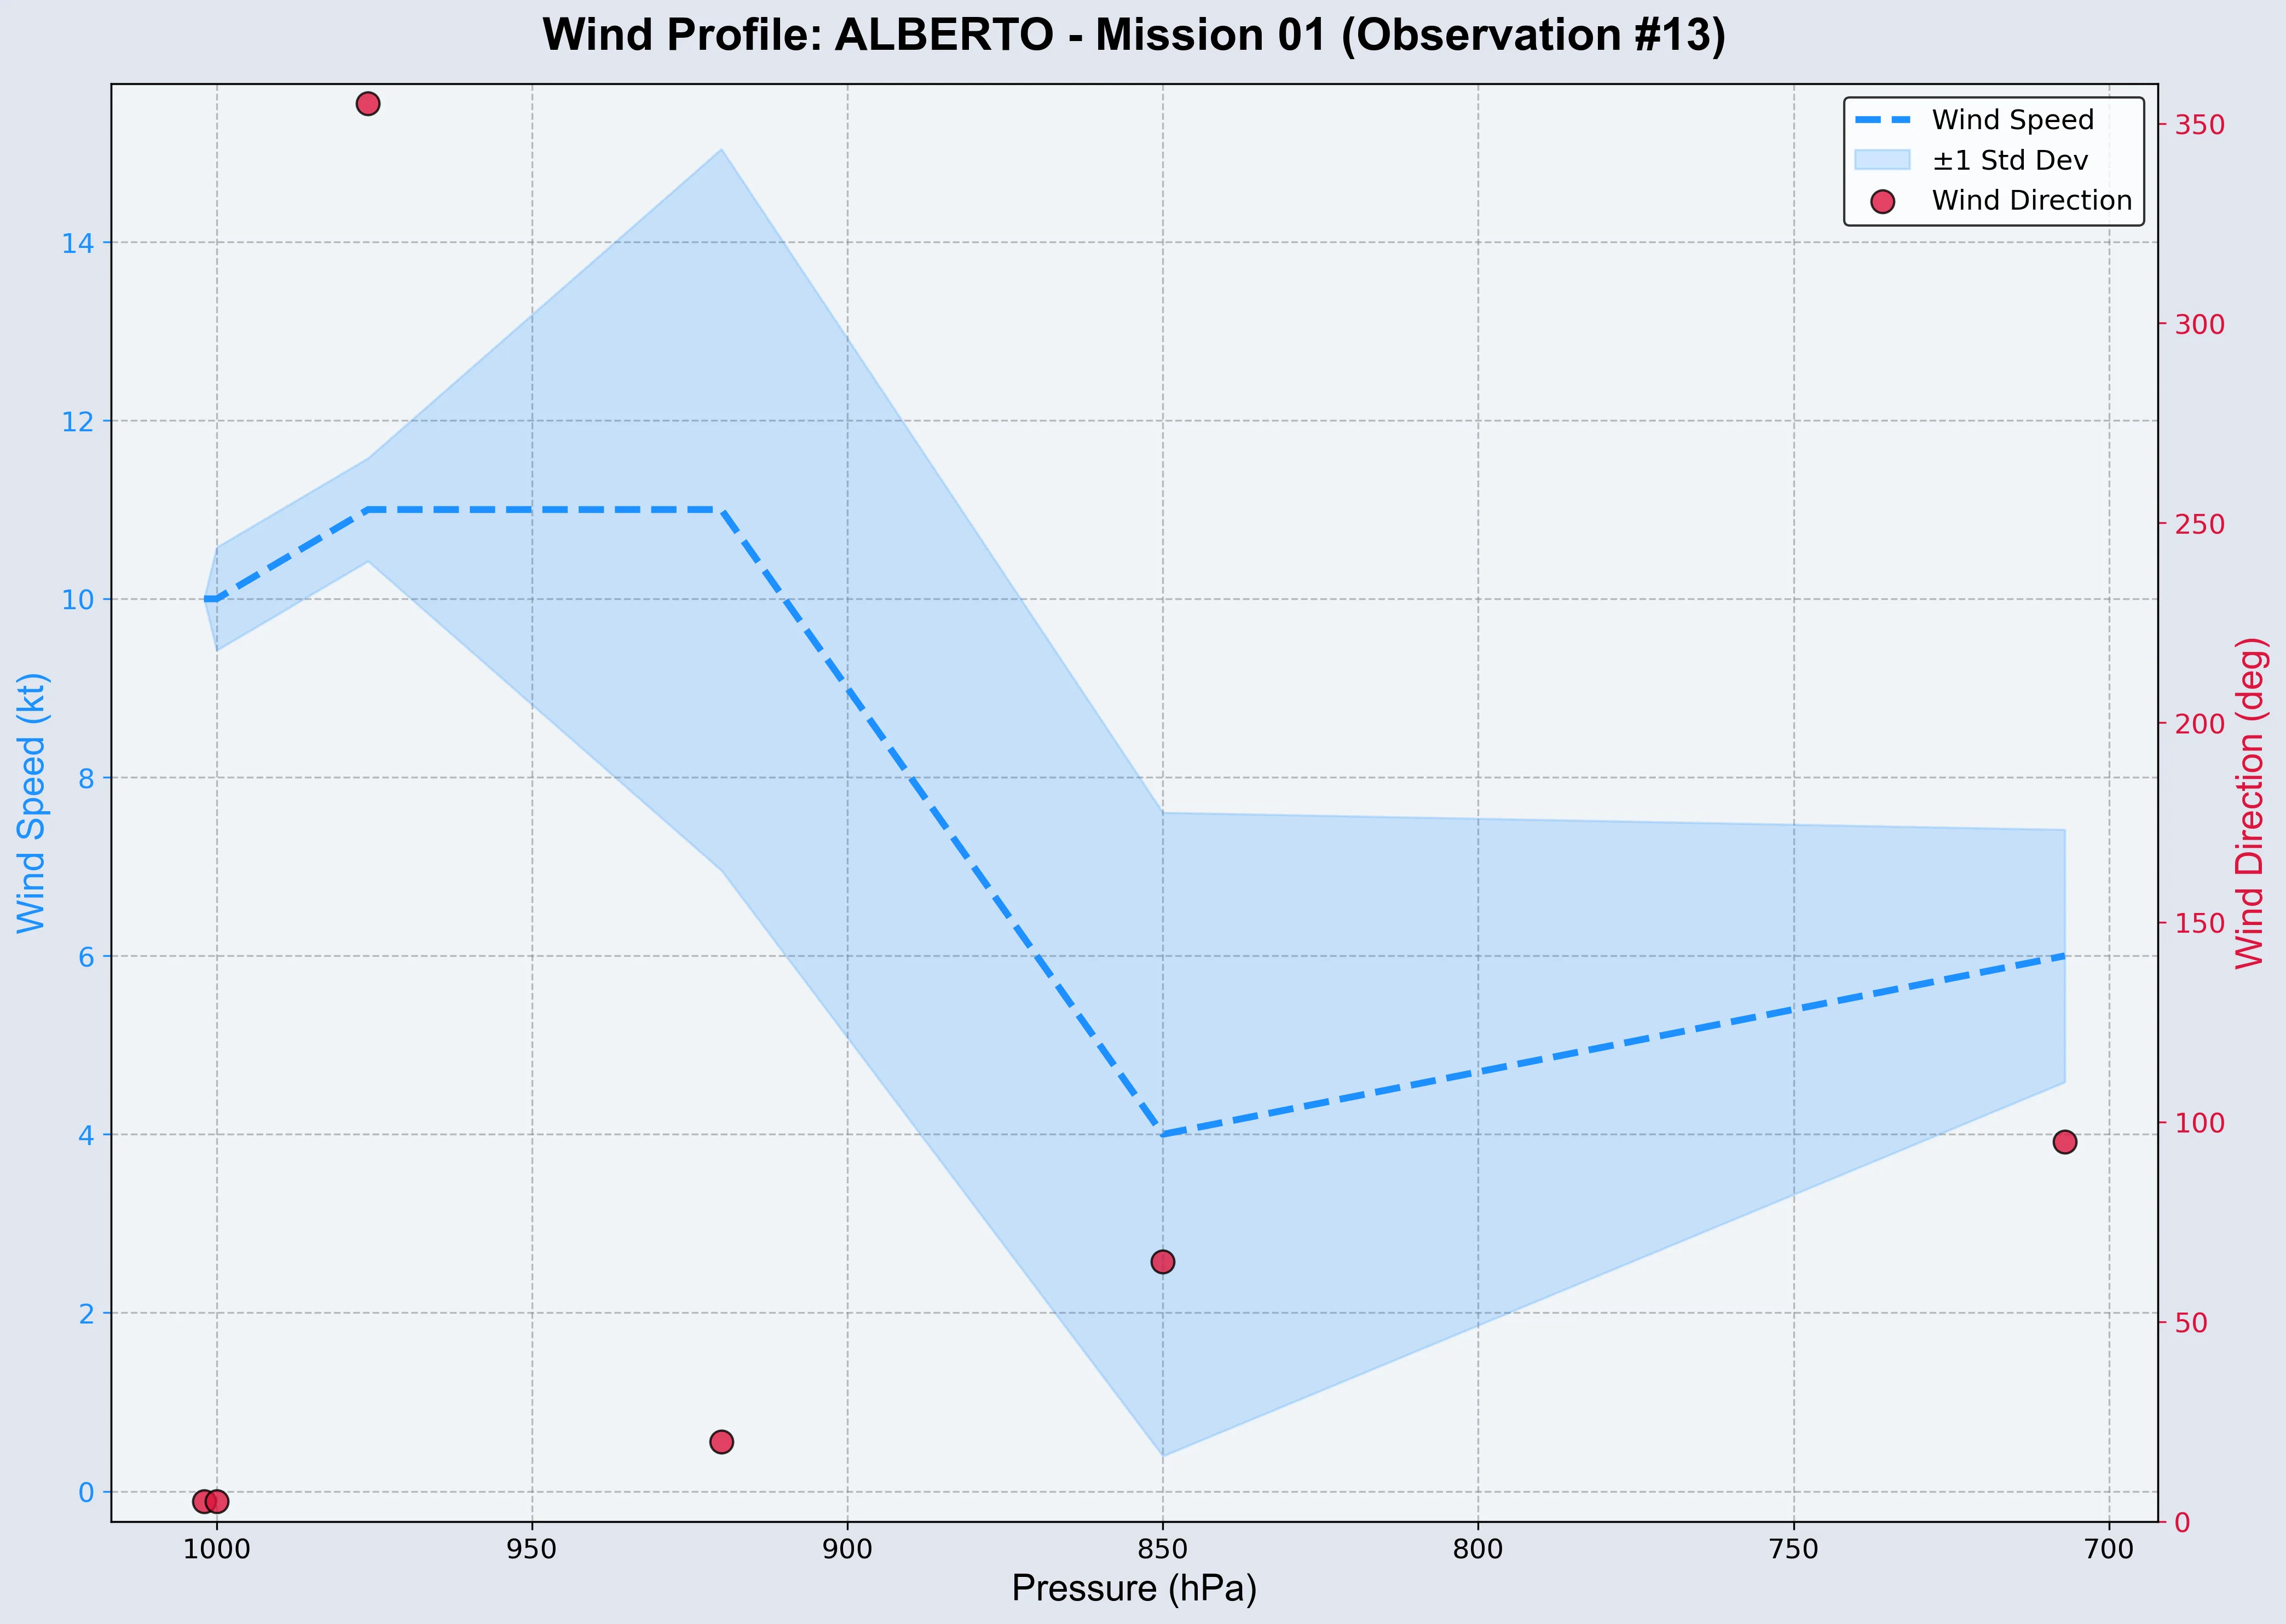 Wind Profile: ALBERTO - Mission 01 (Observation #13)
Wind Speed
±1 Std Dev
Wind Direction
Wind Speed (kt)
14
12
10
8
6
4
2
0
350
300
250
200
150
100
50
0
Wind Direction (deg)
1000 950 900 850 800 750 700
Pressure (hPa)